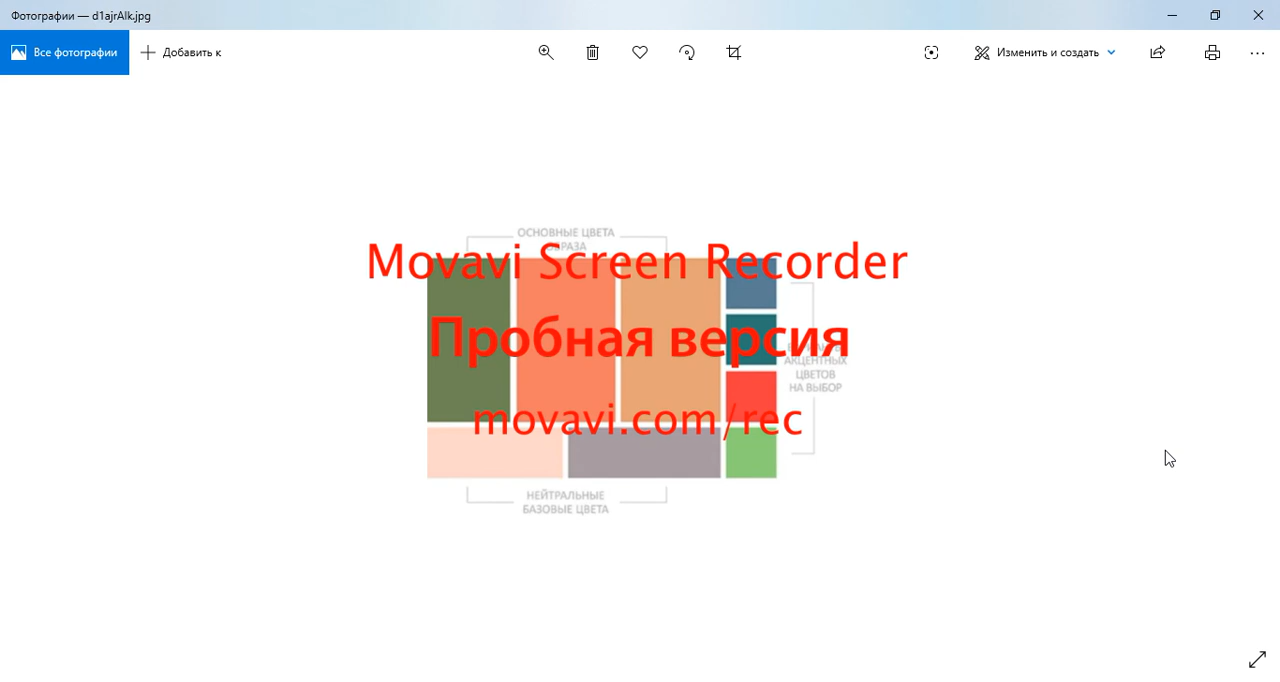 Фотографии — d1ajrAlk.jpg
Все фотографии
Добавить к
Изменить и создать
ОСНОВНЫЕ ЦВЕТА
ОБРАЗА
Movavi Screen Recorder
Пробная версия
movavi.com/rec
АКЦЕНТНЫХ
ЦВЕТОВ
НА ВЫБОР
НЕЙТРАЛЬНЫЕ
БАЗОВЫЕ ЦВЕТА